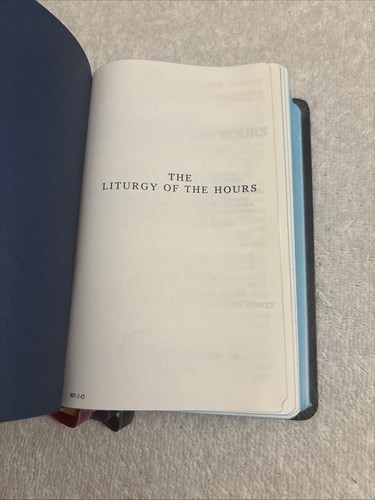 THE
LITURGY OF THE HOURS